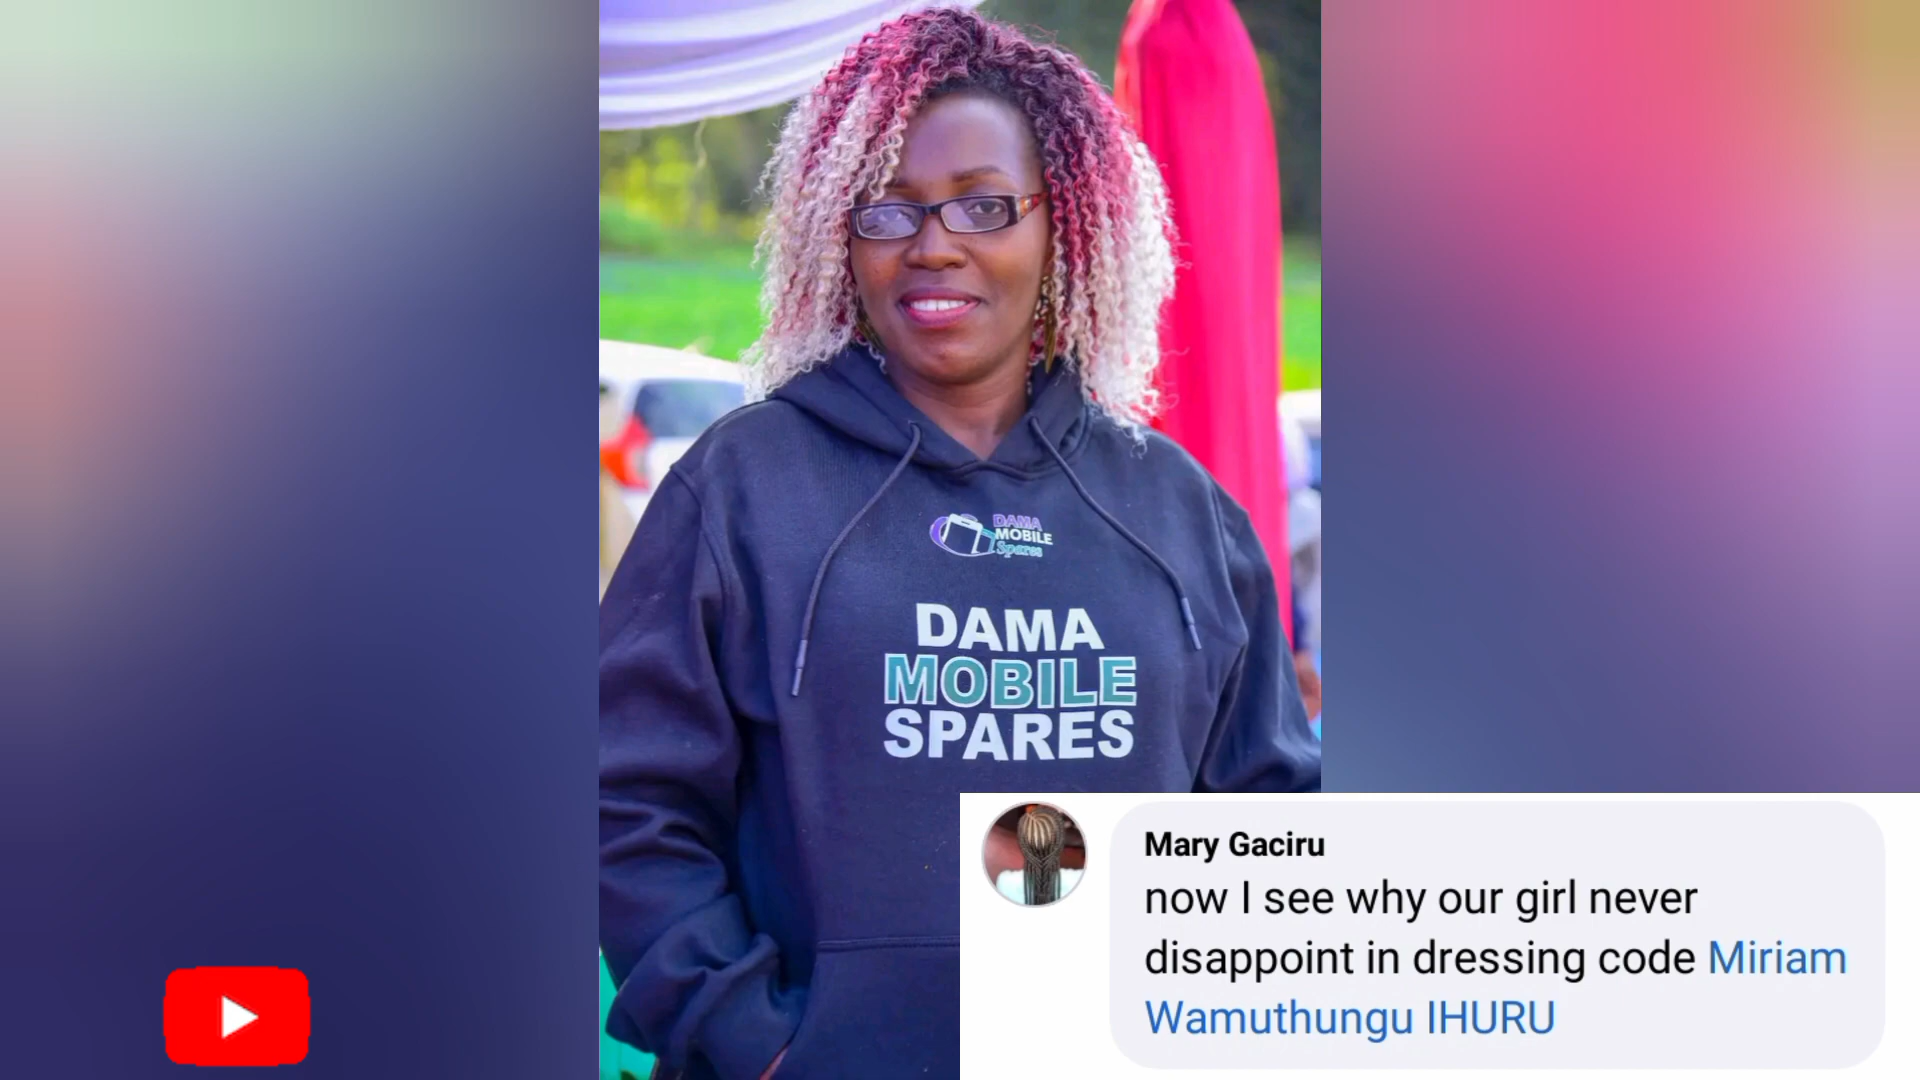 DAMA
MOBILE
Spares
DAMA
MOBILE
SPARES
Mary Gaciru
now I see why our girl never
disappoint in dressing code Miriam
Wamuthungu IHURU